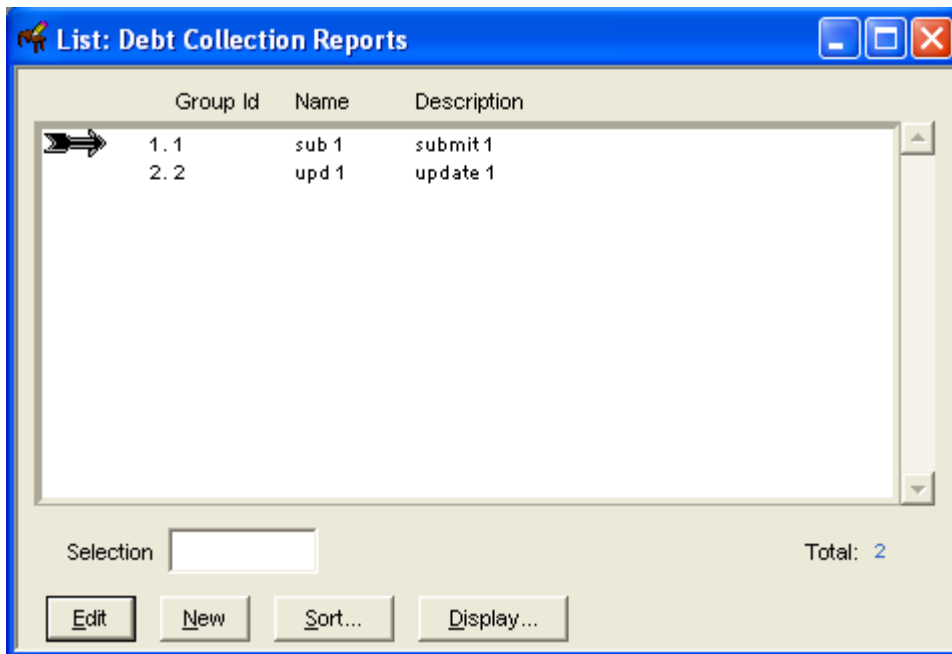 List: Debt Collection Reports
Group Id Name Description
1. 1 sub 1 submit 1
2. 2 upd 1 update 1
Selection Total: 2
Edit New Sort... Display...